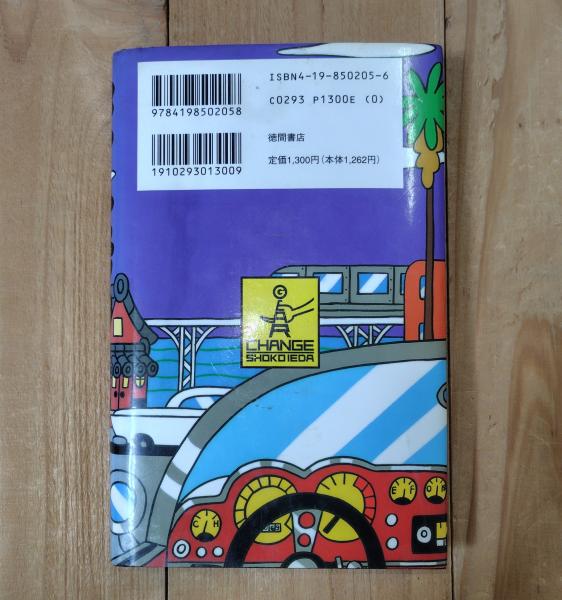 ISBN4-19-850205-6
C0293 P1300E (0)
9784198502058
徳間書店
定価1,300円(本体1,262円)
1910293013009
G
CHANGE
SHOKO IEDA
C H
E F